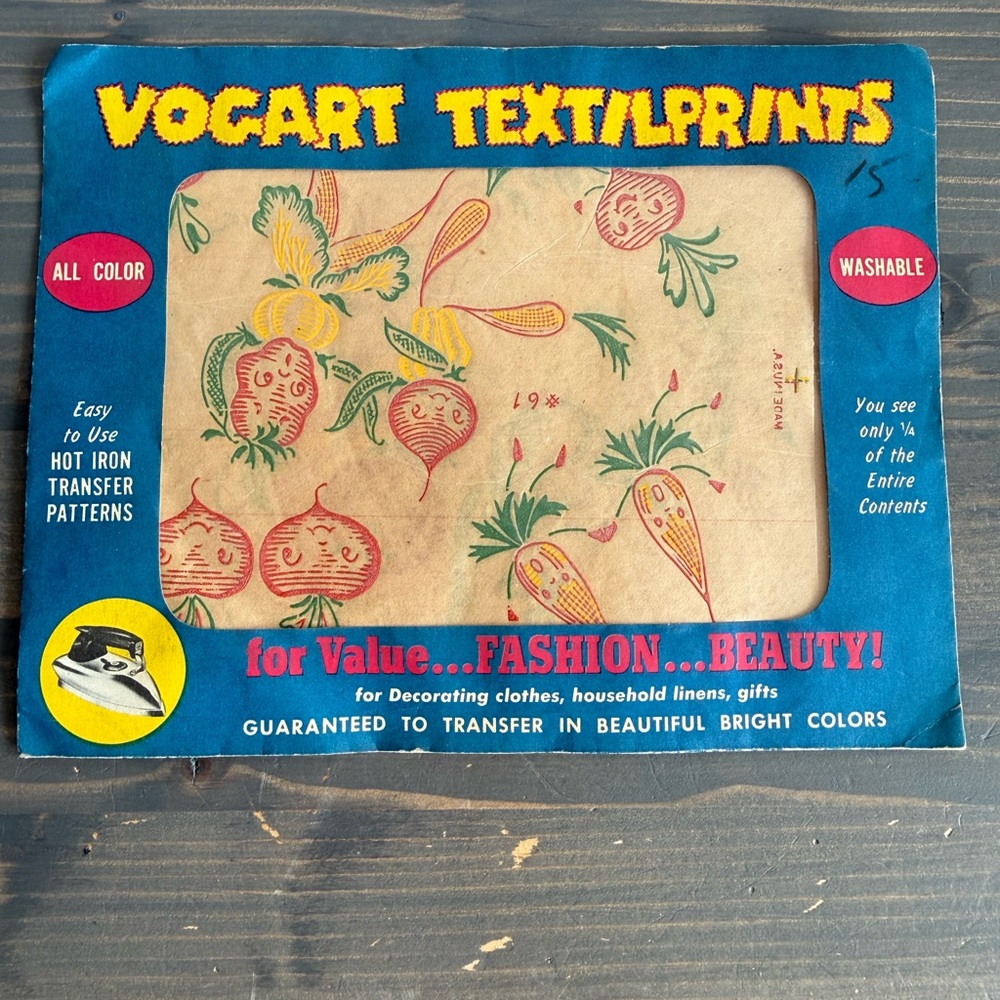 VOGART TEXTILPRINTS
15
ALL COLOR
WASHABLE
MADE IN U.S.A.
#61
Easy
to Use
HOT IRON
TRANSFER
PATTERNS
You see
only 1/4
of the
Entire
Contents
for Value...FASHION...BEAUTY!
for Decorating clothes, household linens, gifts
GUARANTEED TO TRANSFER IN BEAUTIFUL BRIGHT COLORS